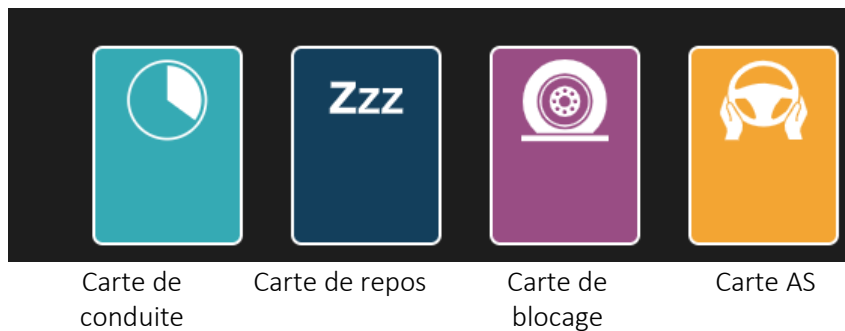 Zzz
Carte de conduite
Carte de repos
Carte de blocage
Carte AS